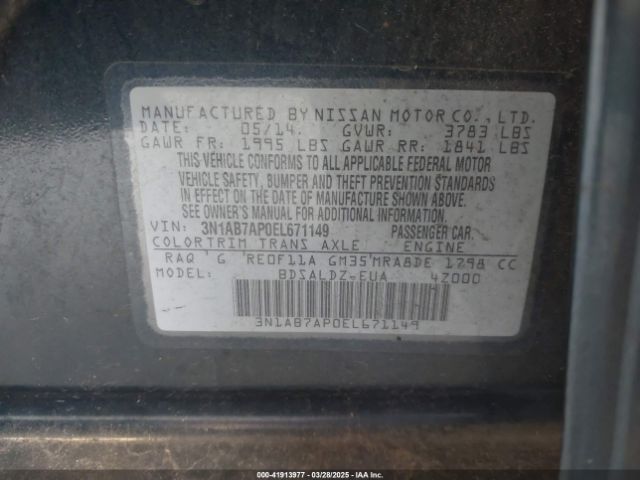 MANUFACTURED BY NISSAN MOTOR CO., LTD.
DATE: 05/14. GVWR: 3783 LBS
GAWR FR: 1995 LBS GAWR RR: 1841 LBS
THIS VEHICLE CONFORMS TO ALL APPLICABLE FEDERAL MOTOR
VEHICLE SAFETY, BUMPER AND THEFT PREVENTION STANDARDS
IN EFFECT ON THE DATE OF MANUFACTURE SHOWN ABOVE.
SEE OWNER'S MANUAL FOR ADDITIONAL INFORMATION.
VIN: 3N1AB7AP0EL671149 PASSENGER CAR.
COLOR TRIM TRANS AXLE ENGINE
RAQ G RE0F11A GM35 MRA8DE 1798 CC
MODEL: BDSALDZ-EUA 4Z000
3N1AB7AP0EL671149
000-41913977 03/28/2025 IAA, Inc.